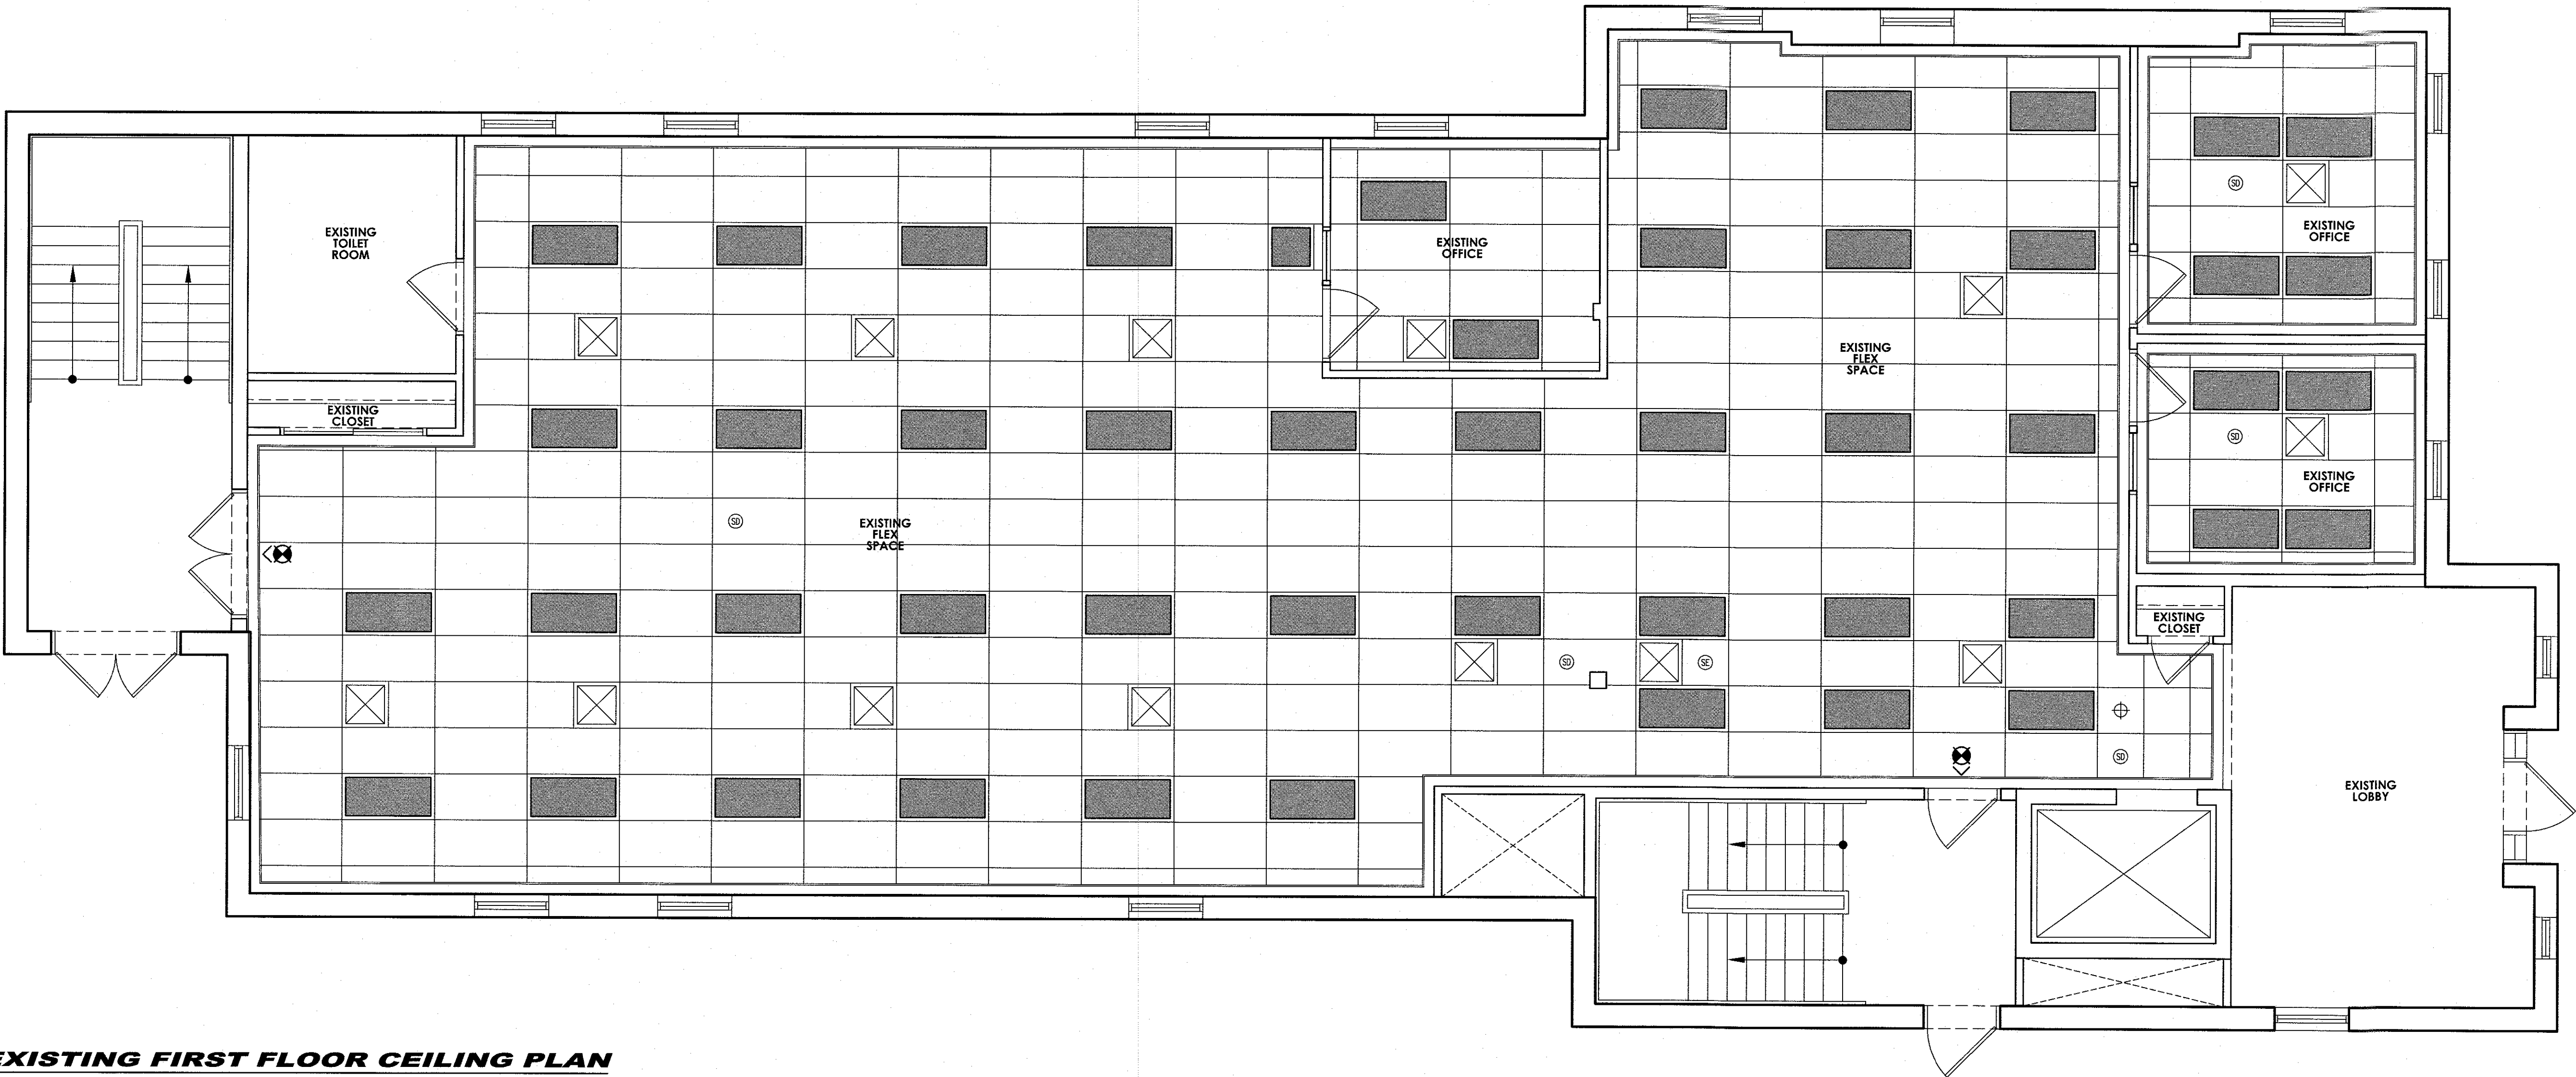 EXISTING
TOILET
ROOM
EXISTING
OFFICE
EXISTING
OFFICE
SD
EXISTING
FLEX
SPACE
EXISTING
CLOSET
SD
EXISTING
OFFICE
SD
EXISTING
FLEX
SPACE
EXISTING
CLOSET
SD
SE
SD
EXISTING
LOBBY
EXISTING FIRST FLOOR CEILING PLAN